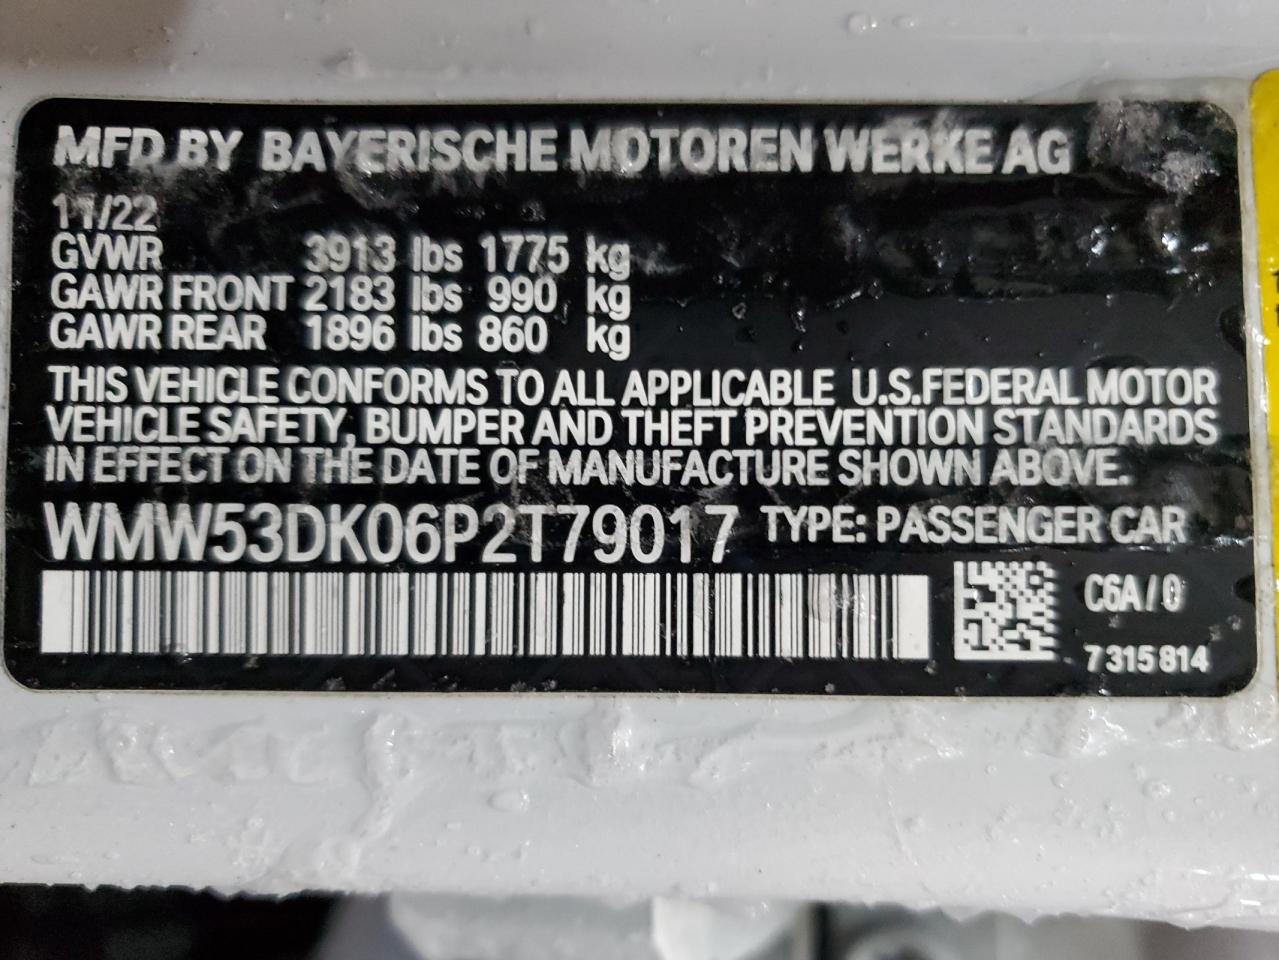 MFD BY BAYERISCHE MOTOREN WERKE AG
11/22
GVWR 3913 lbs 1775 kg
GAWR FRONT 2183 lbs 990 kg
GAWR REAR 1896 lbs 860 kg
THIS VEHICLE CONFORMS TO ALL APPLICABLE U.S.FEDERAL MOTOR
VEHICLE SAFETY, BUMPER AND THEFT PREVENTION STANDARDS
IN EFFECT ON THE DATE OF MANUFACTURE SHOWN ABOVE.
WMW53DK06P2T79017 TYPE: PASSENGER CAR
C6A/0
7315814